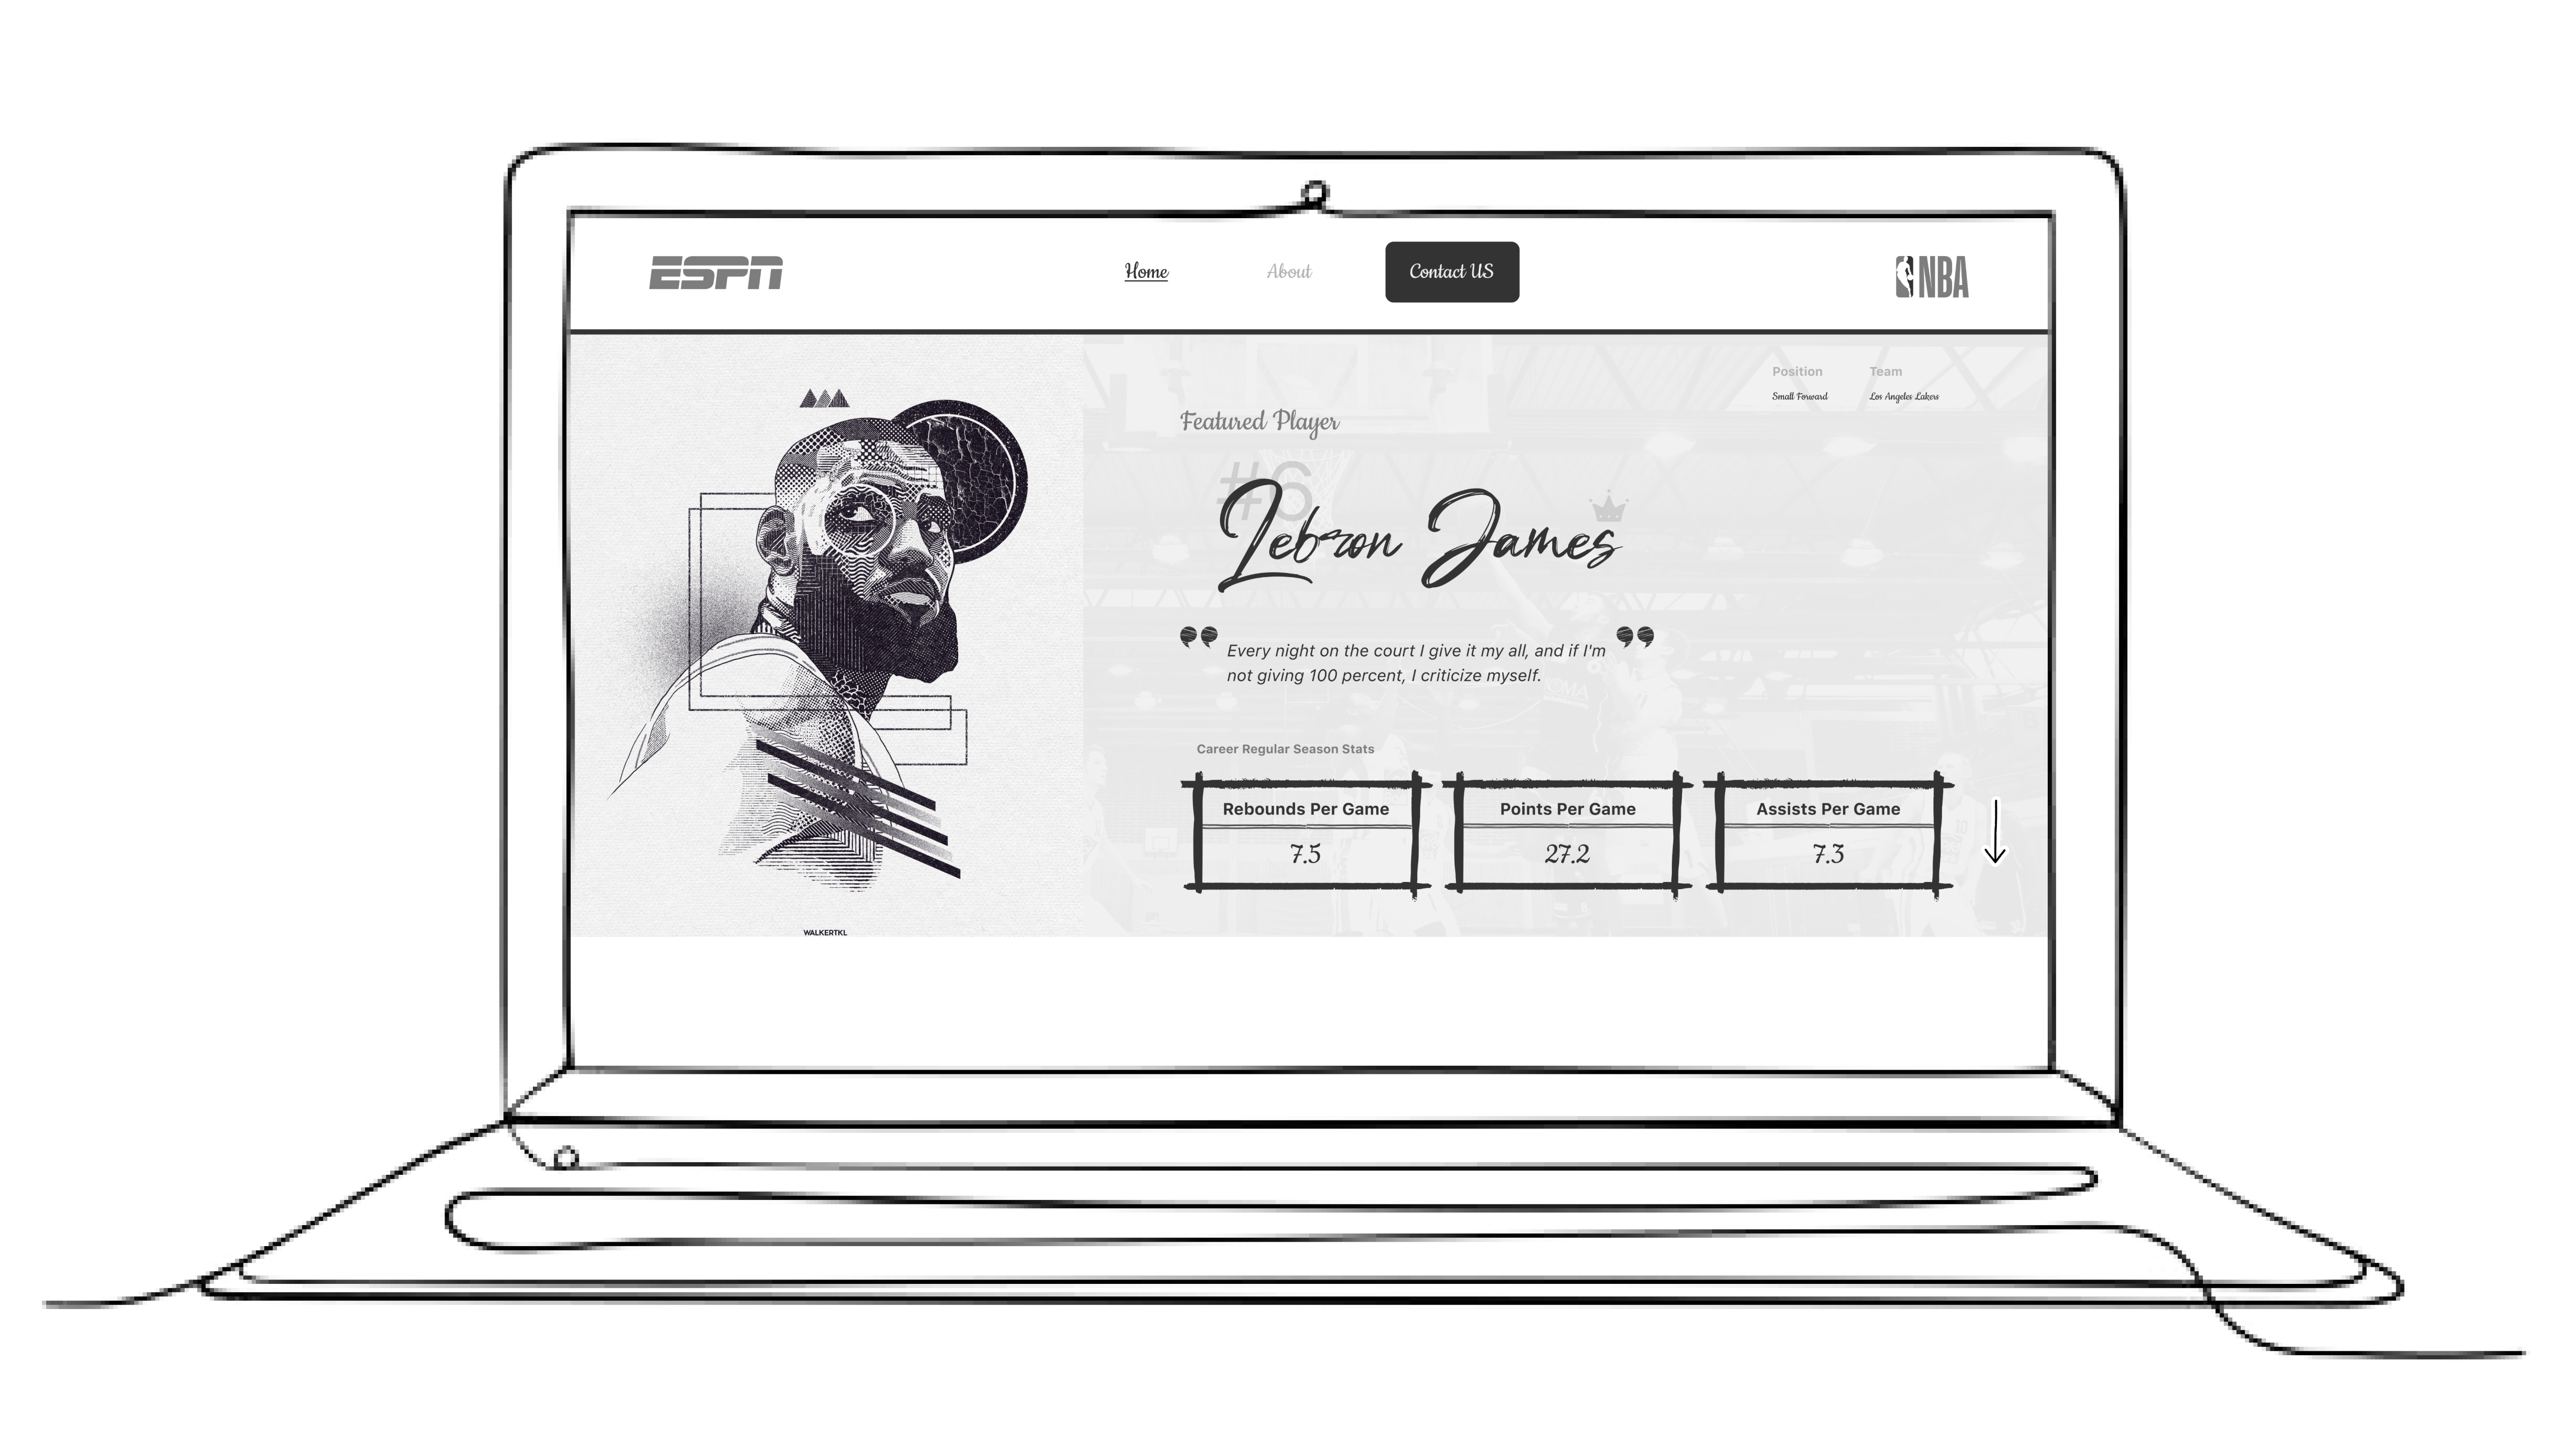 ESPN
Home
About
Contact US
NBA
Position
Team
Small Forward
Los Angeles Lakers
Featured Player
#6
Lebron James
Every night on the court I give it my all, and if I'm
not giving 100 percent, I criticize myself.
Career Regular Season Stats
Rebounds Per Game
Points Per Game
Assists Per Game
7.5
27.2
7.3
WALKERTKL